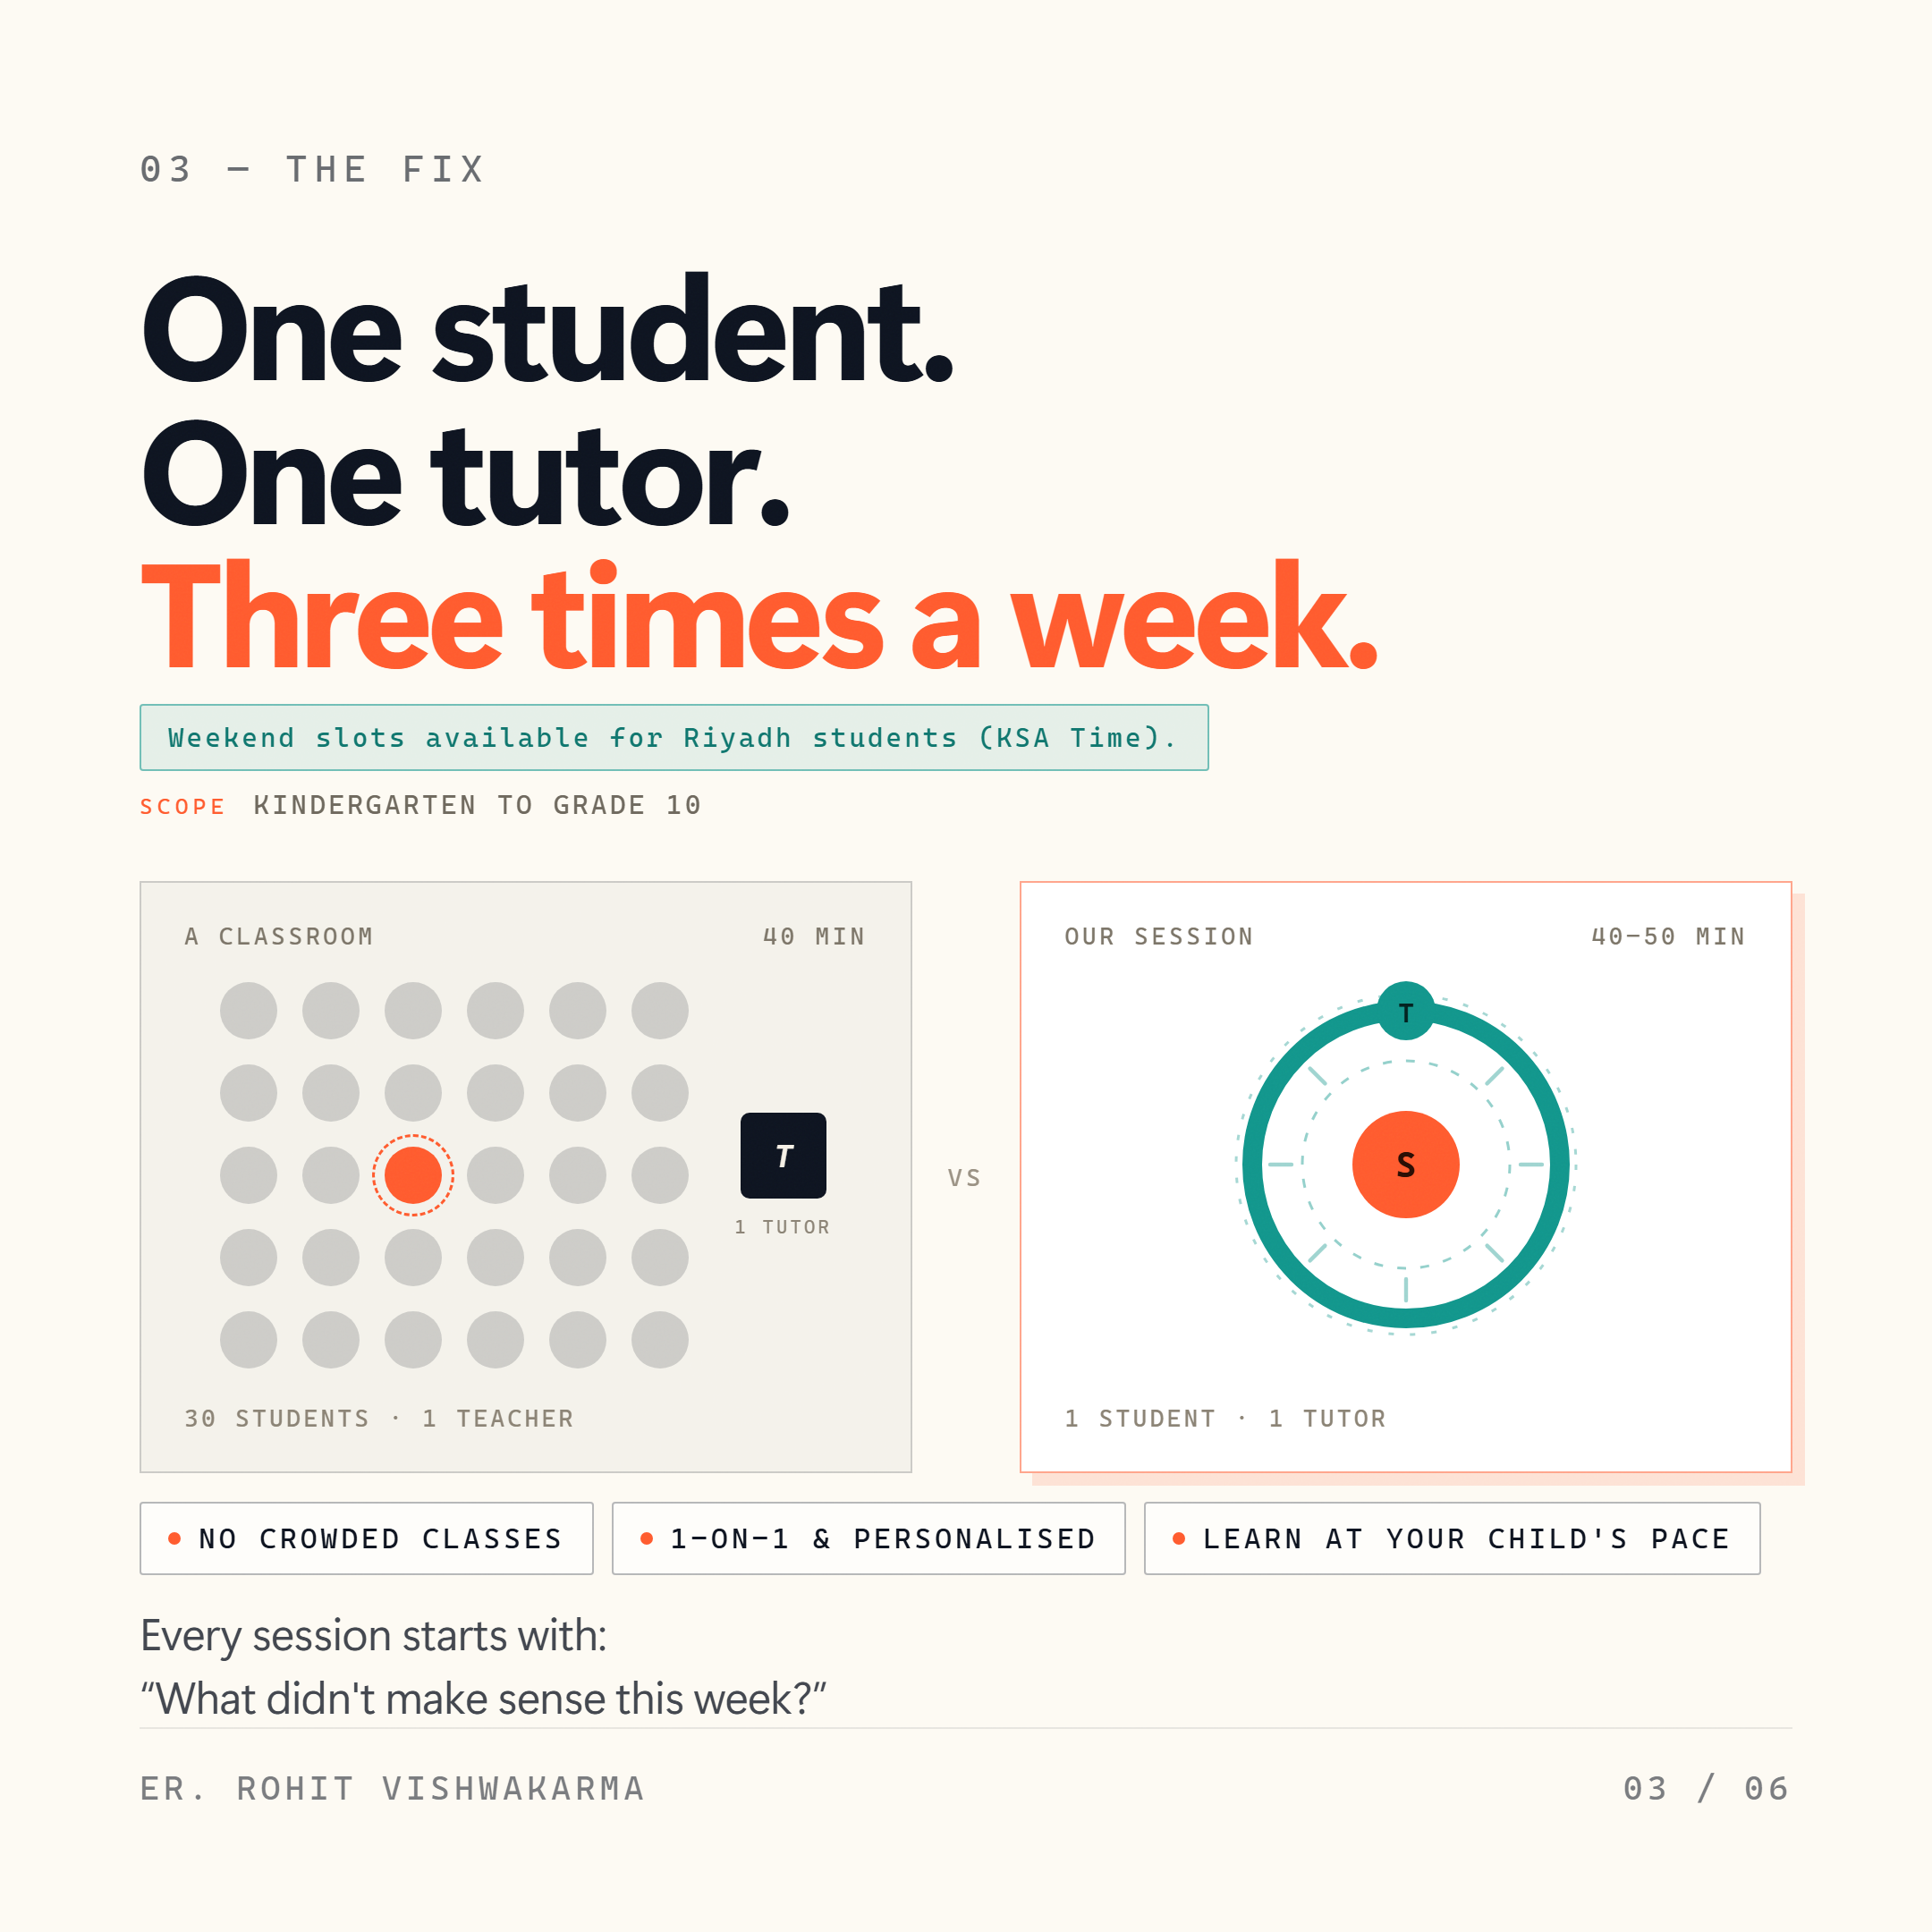 03 — THE FIX
One student.
One tutor.
Three times a week.
Weekend slots available for Riyadh students (KSA Time).
SCOPE KINDERGARTEN TO GRADE 10
A CLASSROOM 40 MIN
T
1 TUTOR
30 STUDENTS · 1 TEACHER
VS
OUR SESSION 40–50 MIN
T
S
1 STUDENT · 1 TUTOR
NO CROWDED CLASSES
1-ON-1 & PERSONALISED
LEARN AT YOUR CHILD'S PACE
Every session starts with:
“What didn't make sense this week?”
ER. ROHIT VISHWAKARMA 03 / 06